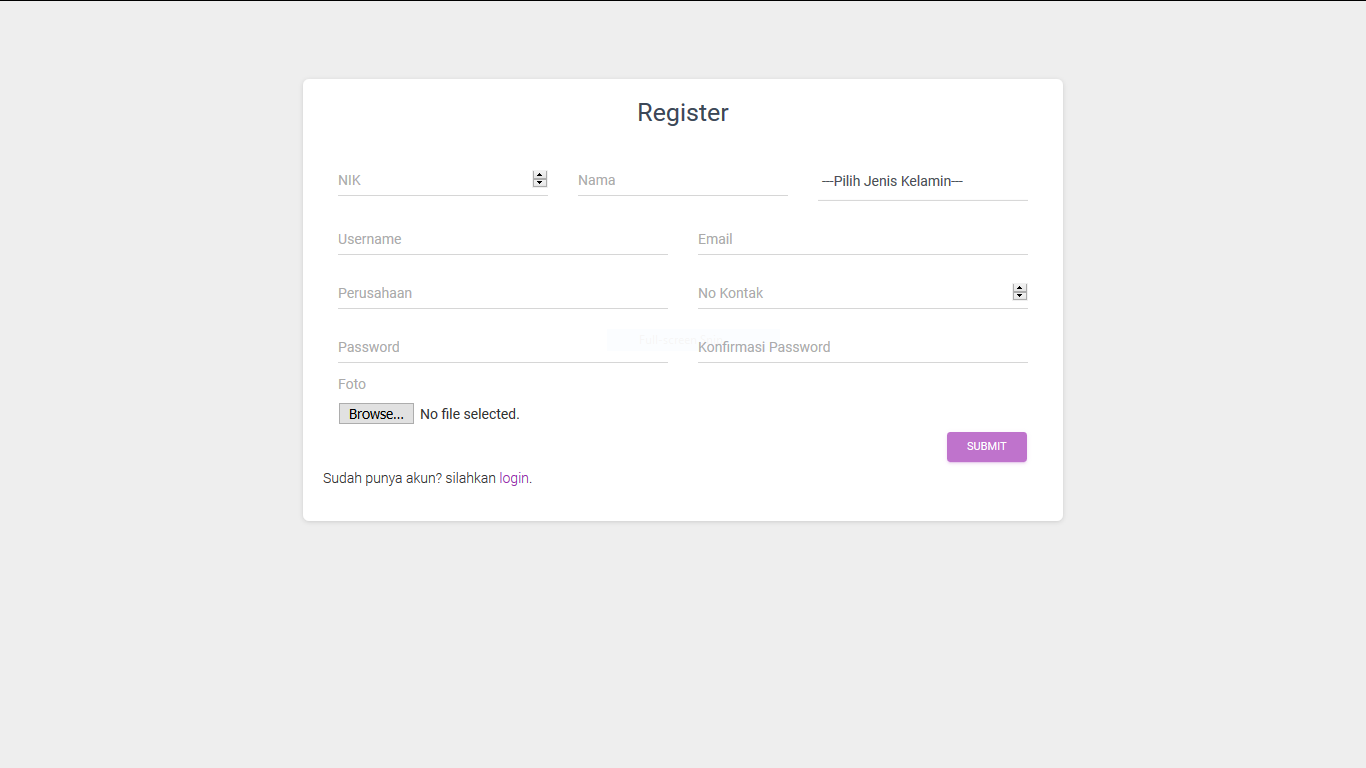 Register
NIK
Nama
---Pilih Jenis Kelamin---
Username
Email
Perusahaan
No Kontak
Password
Konfirmasi Password
Foto
Browse... No file selected.
SUBMIT
Sudah punya akun? silahkan login.